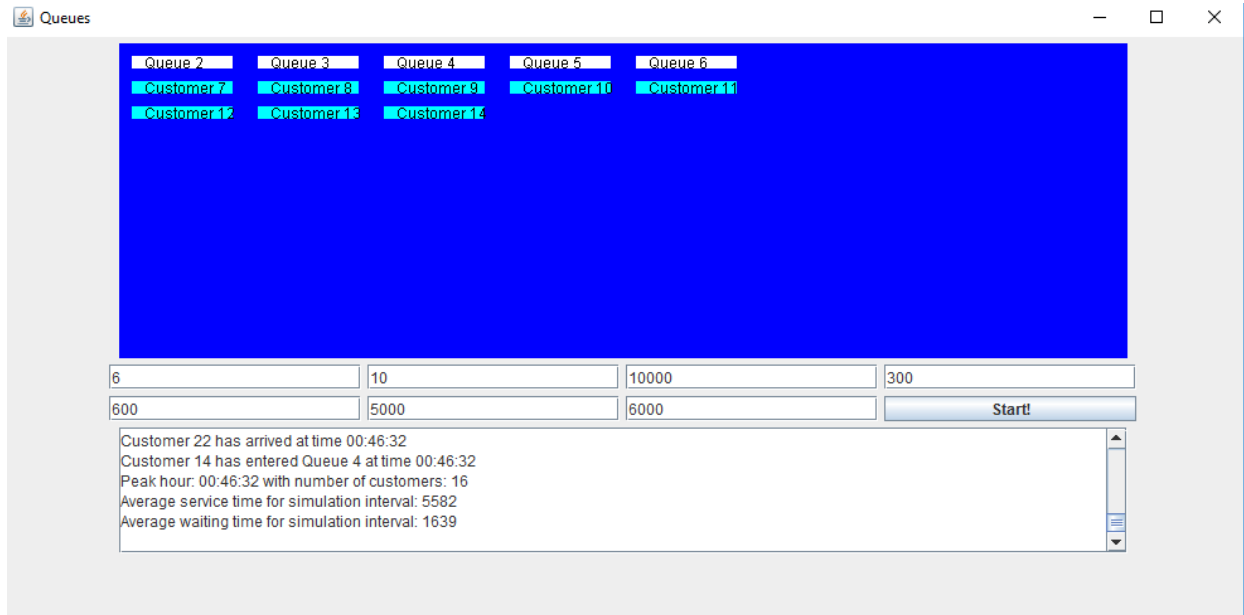 Queues
Queue 2 Queue 3 Queue 4 Queue 5 Queue 6
Customer 7 Customer 8 Customer 9 Customer 10 Customer 11
Customer 12 Customer 13 Customer 14
6 10 10000 300
600 5000 6000 Start!
Customer 22 has arrived at time 00:46:32
Customer 14 has entered Queue 4 at time 00:46:32
Peak hour: 00:46:32 with number of customers: 16
Average service time for simulation interval: 5582
Average waiting time for simulation interval: 1639